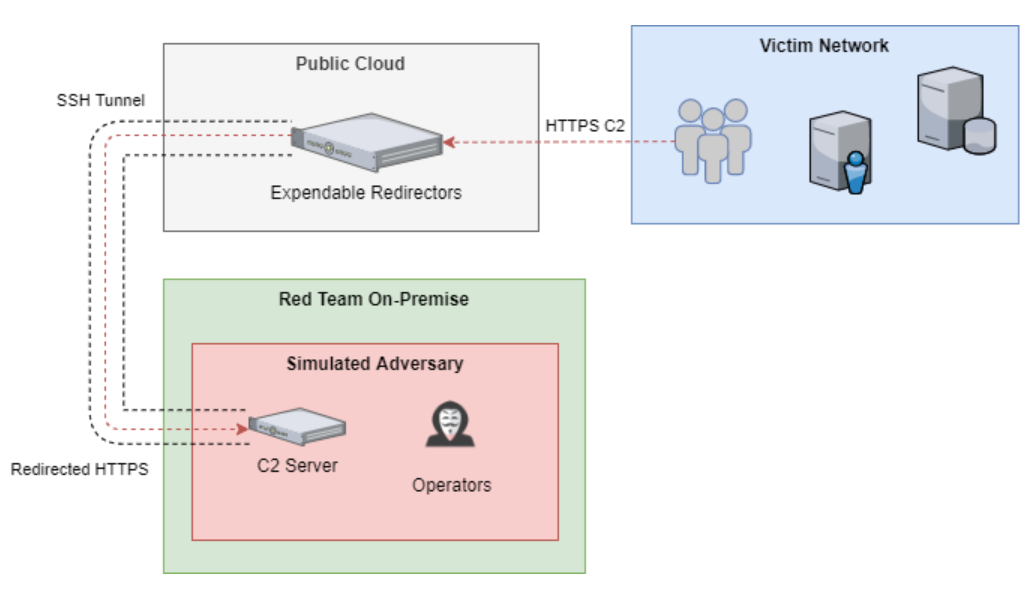 Public Cloud
Victim Network
SSH Tunnel
HTTPS C2
Expendable Redirectors
Red Team On-Premise
Simulated Adversary
C2 Server
Redirected HTTPS
Operators